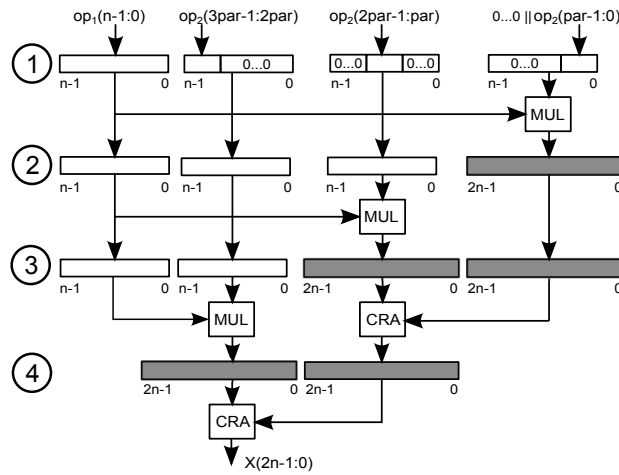 op₁(n-1:0) op₂(3par-1:2par) op₂(2par-1:par) 0...0 || op₂(par-1:0)
1 0...0 0...0 0...0 0...0
n-1 0 n-1 0 n-1 0 n-1 0
MUL
2
n-1 0 n-1 0 n-1 0 2n-1 0
MUL
3
n-1 0 n-1 0 2n-1 0 2n-1 0
MUL CRA
4
2n-1 0 2n-1 0
CRA
X(2n-1:0)